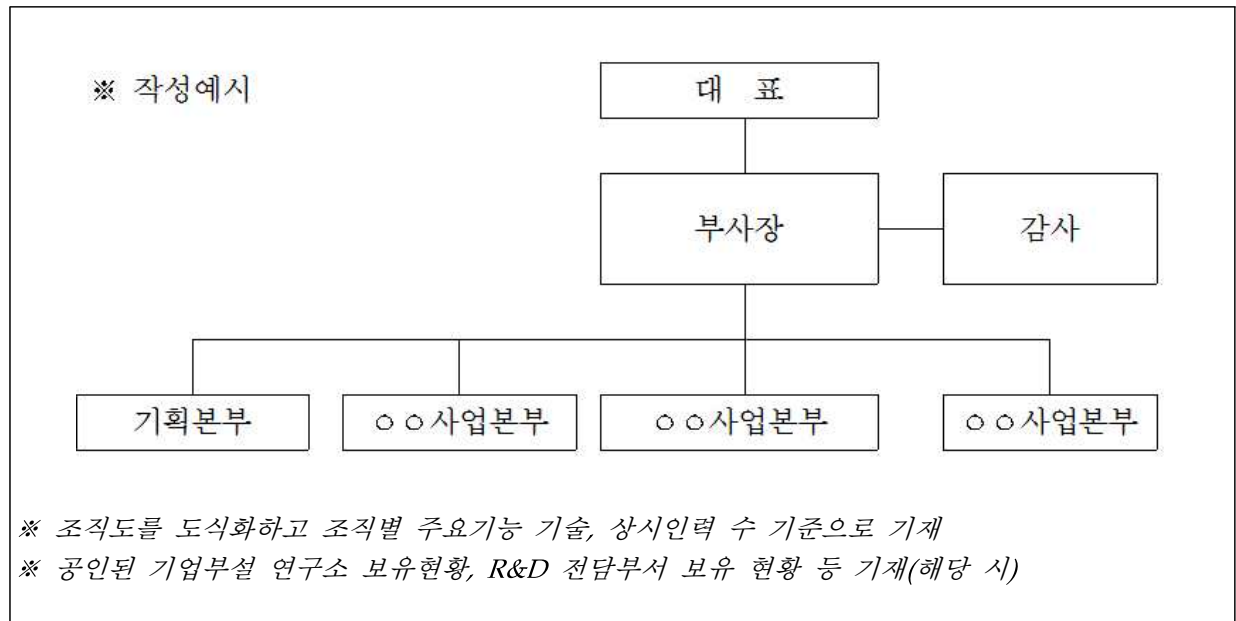 ※ 작성예시
대 표
부사장
감사
기획본부
○○사업본부
○○사업본부
○○사업본부
※ 조직도를 도식화하고 조직별 주요기능 기술, 상시인력 수 기준으로 기재
※ 공인된 기업부설 연구소 보유현황, R&D 전담부서 보유 현황 등 기재(해당 시)